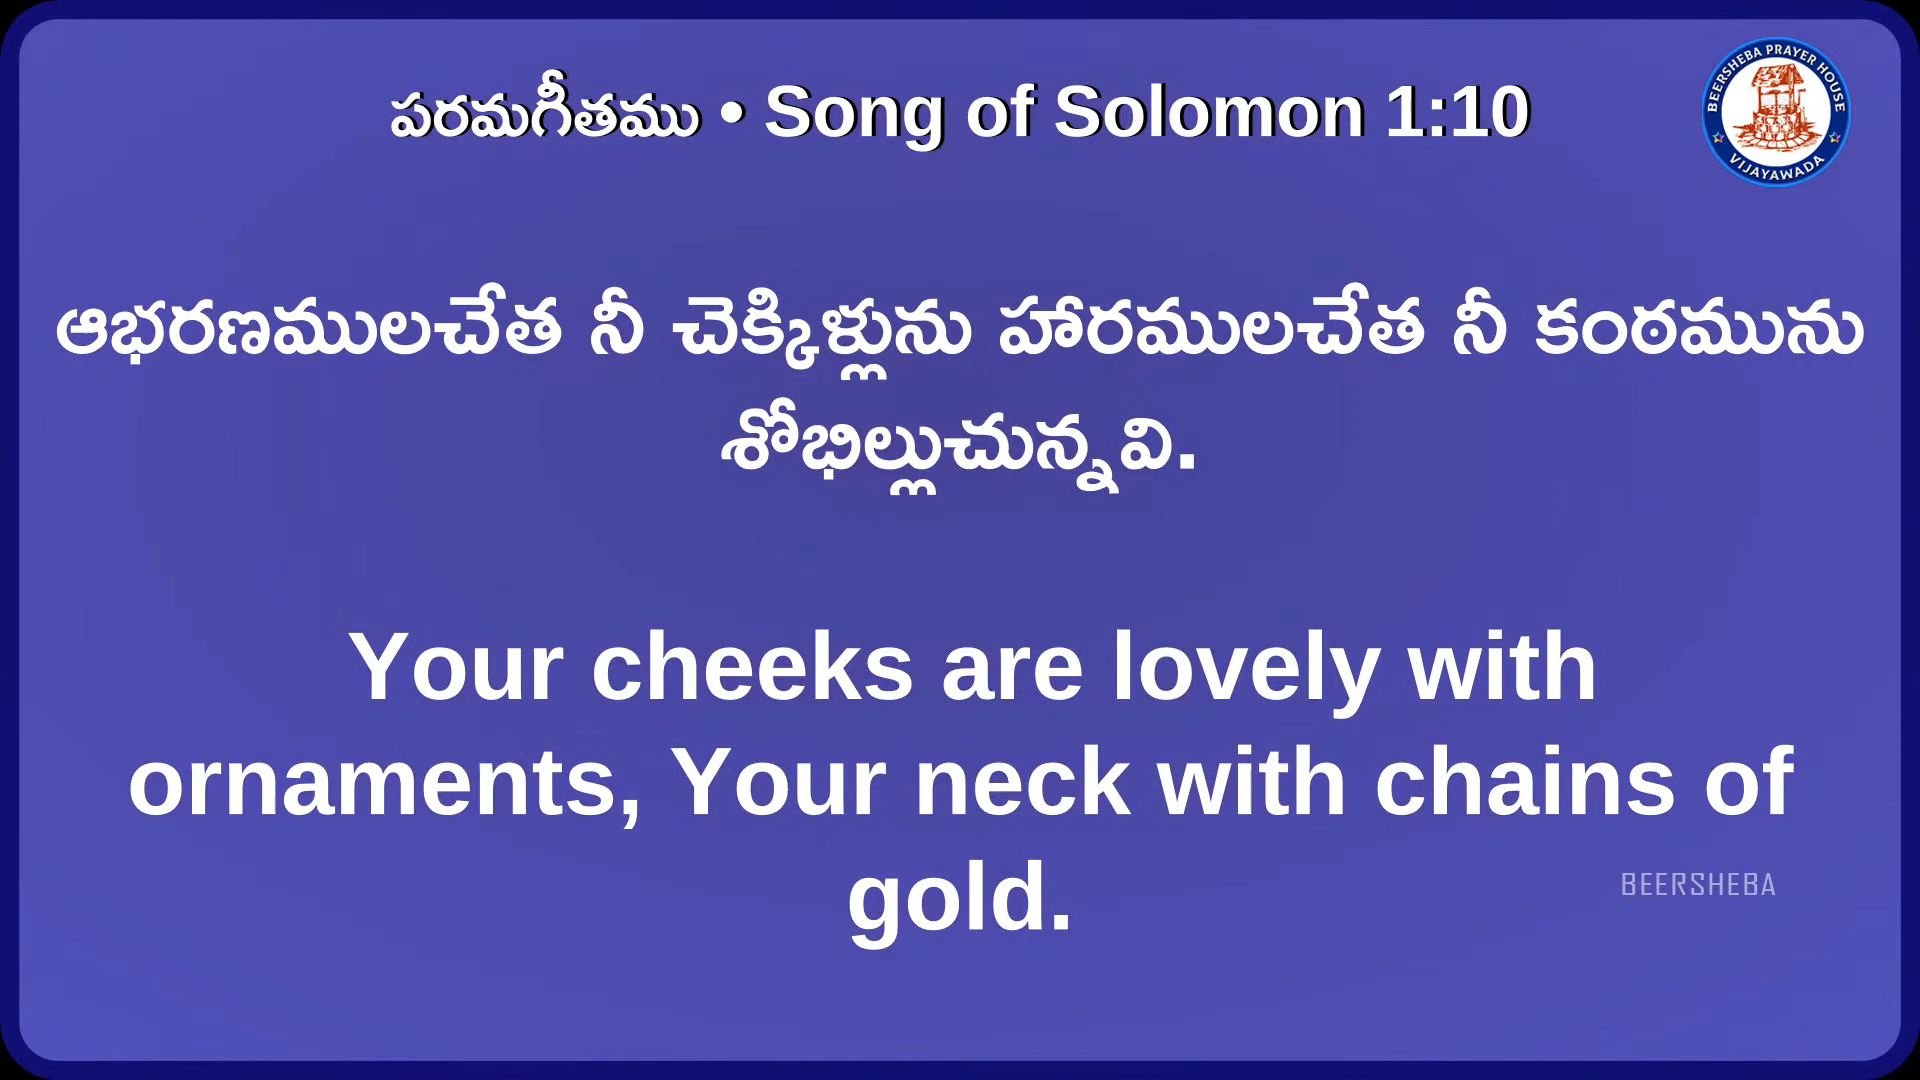 పరమగీతము • Song of Solomon 1:10
BEERSHEBA PRAYER HOUSE
VIJAYAWADA
ఆభరణములచేత నీ చెక్కిళ్లును హారములచేత నీ కంఠమును
శోభిల్లుచున్నవి.
Your cheeks are lovely with
ornaments, Your neck with chains of
gold.
BEERSHEBA